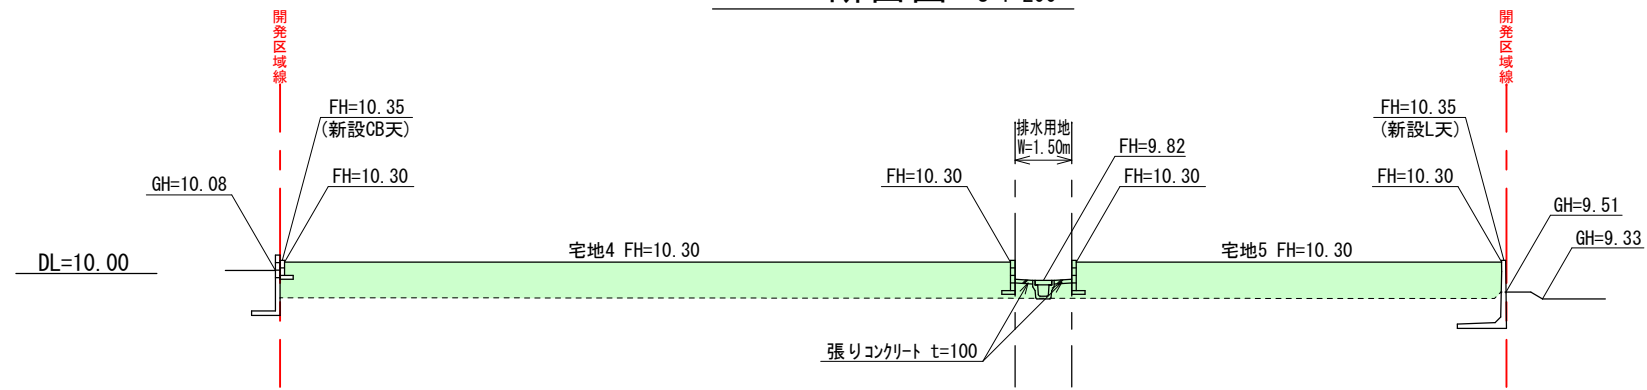 開発区域線
開発区域線
FH=10.35
(新設CB天)
FH=10.35
(新設L天)
排水用地
W=1.50m
FH=9.82
GH=10.08
FH=10.30
FH=10.30
FH=10.30
FH=10.30
GH=9.51
GH=9.33
宅地4 FH=10.30
宅地5 FH=10.30
DL=10.00
張りコンクリート t=100